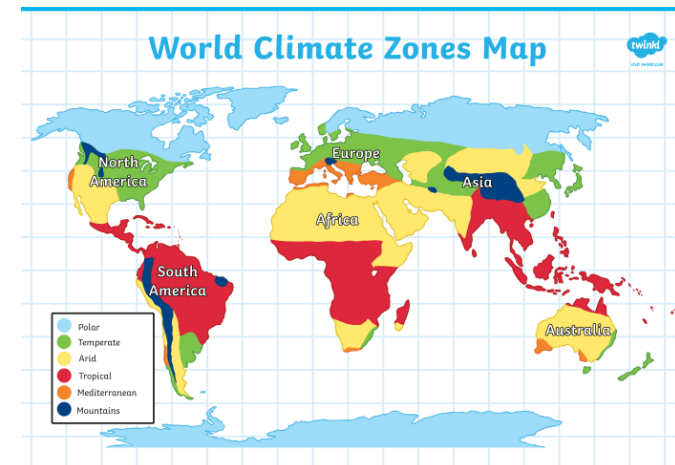 World Climate Zones Map
twinkl
visit twinkl.com
North
America
Europe
Asia
Africa
South
America
Australia
Polar
Temperate
Arid
Tropical
Mediterranean
Mountains